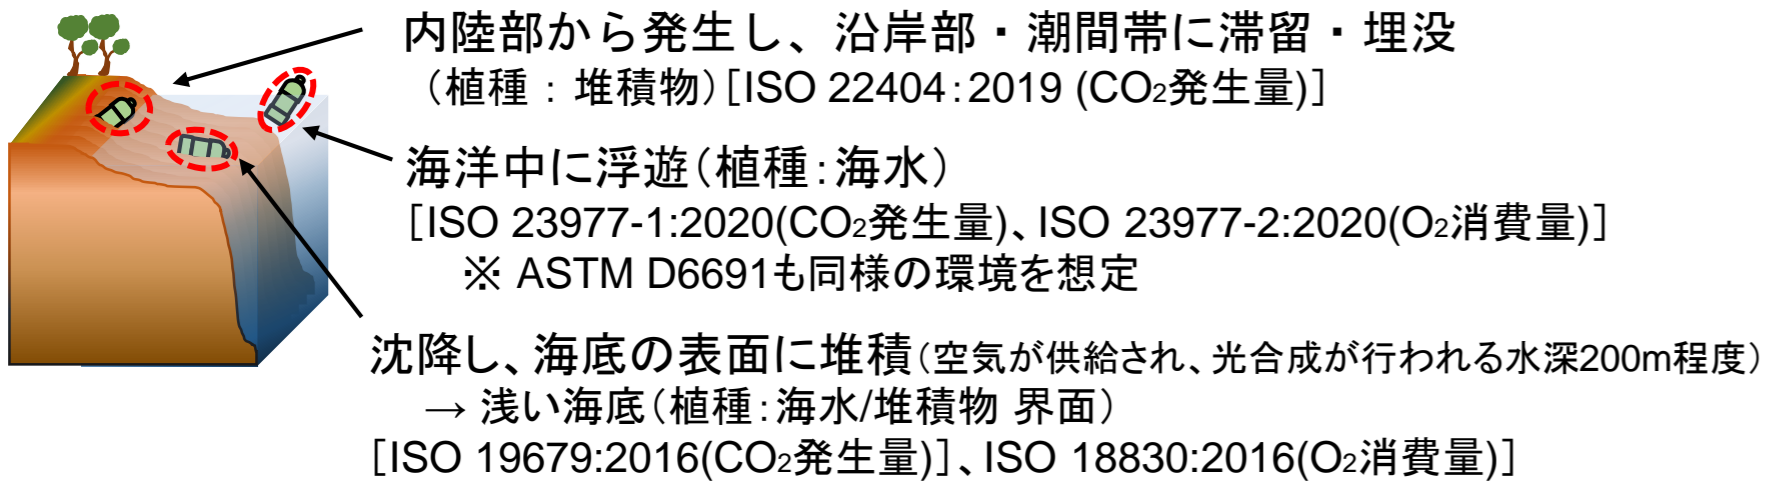 内陸部から発生し、沿岸部・潮間帯に滞留・埋没
（植種：堆積物）［ISO 22404：2019 (CO2発生量)］
海洋中に浮遊（植種：海水）
［ISO 23977-1:2020(CO2発生量)、ISO 23977-2:2020(O2消費量)］
※ ASTM D6691も同様の環境を想定
沈降し、海底の表面に堆積（空気が供給され、光合成が行われる水深200m程度）
→ 浅い海底（植種：海水/堆積物 界面）
［ISO 19679:2016(CO2発生量)］、ISO 18830:2016(O2消費量)］